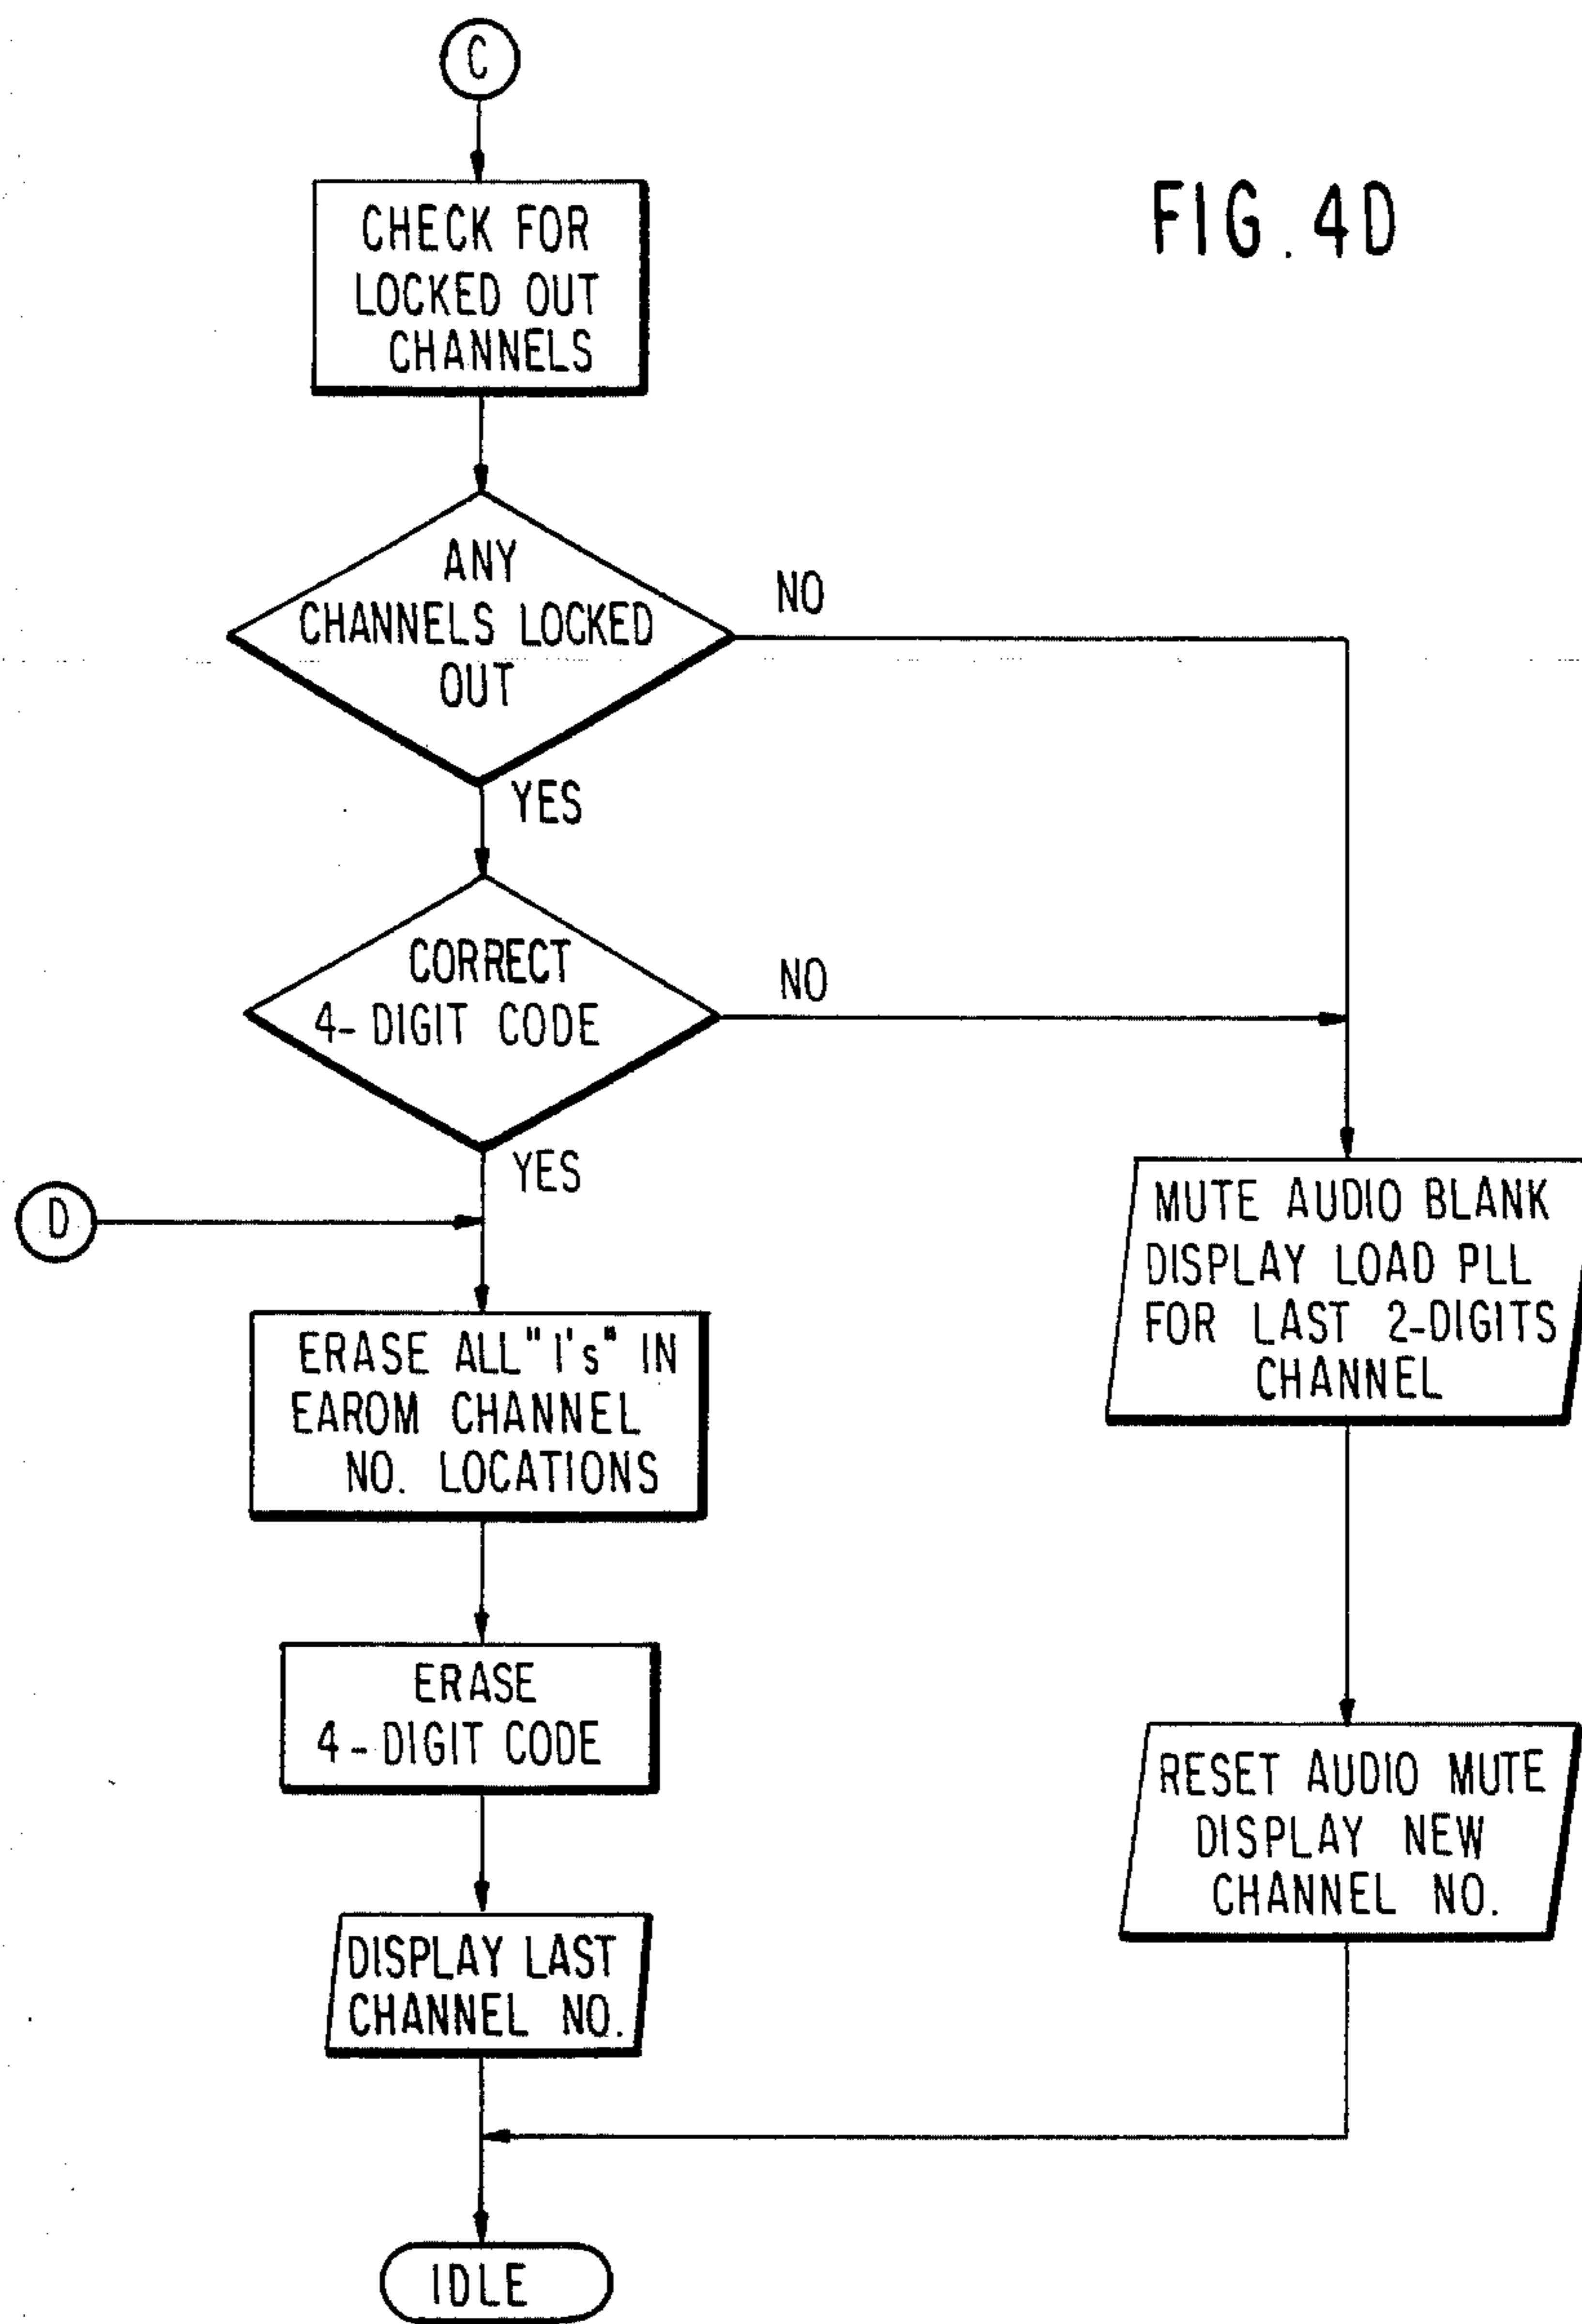 C
FIG. 4D
CHECK FOR
LOCKED OUT
CHANNELS
ANY
CHANNELS LOCKED
OUT
NO
YES
CORRECT
4-DIGIT CODE
NO
YES
D
MUTE AUDIO BLANK
DISPLAY LOAD PLL
FOR LAST 2-DIGITS
CHANNEL
ERASE ALL "1's" IN
EAROM CHANNEL
NO. LOCATIONS
ERASE
4-DIGIT CODE
RESET AUDIO MUTE
DISPLAY NEW
CHANNEL NO.
DISPLAY LAST
CHANNEL NO.
IDLE